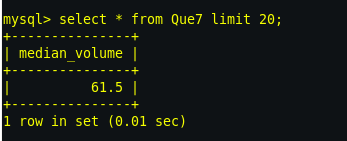 mysql> select * from Que7 limit 20;
+---------------+
| median_volume |
+---------------+
|          61.5 |
+---------------+
1 row in set (0.01 sec)